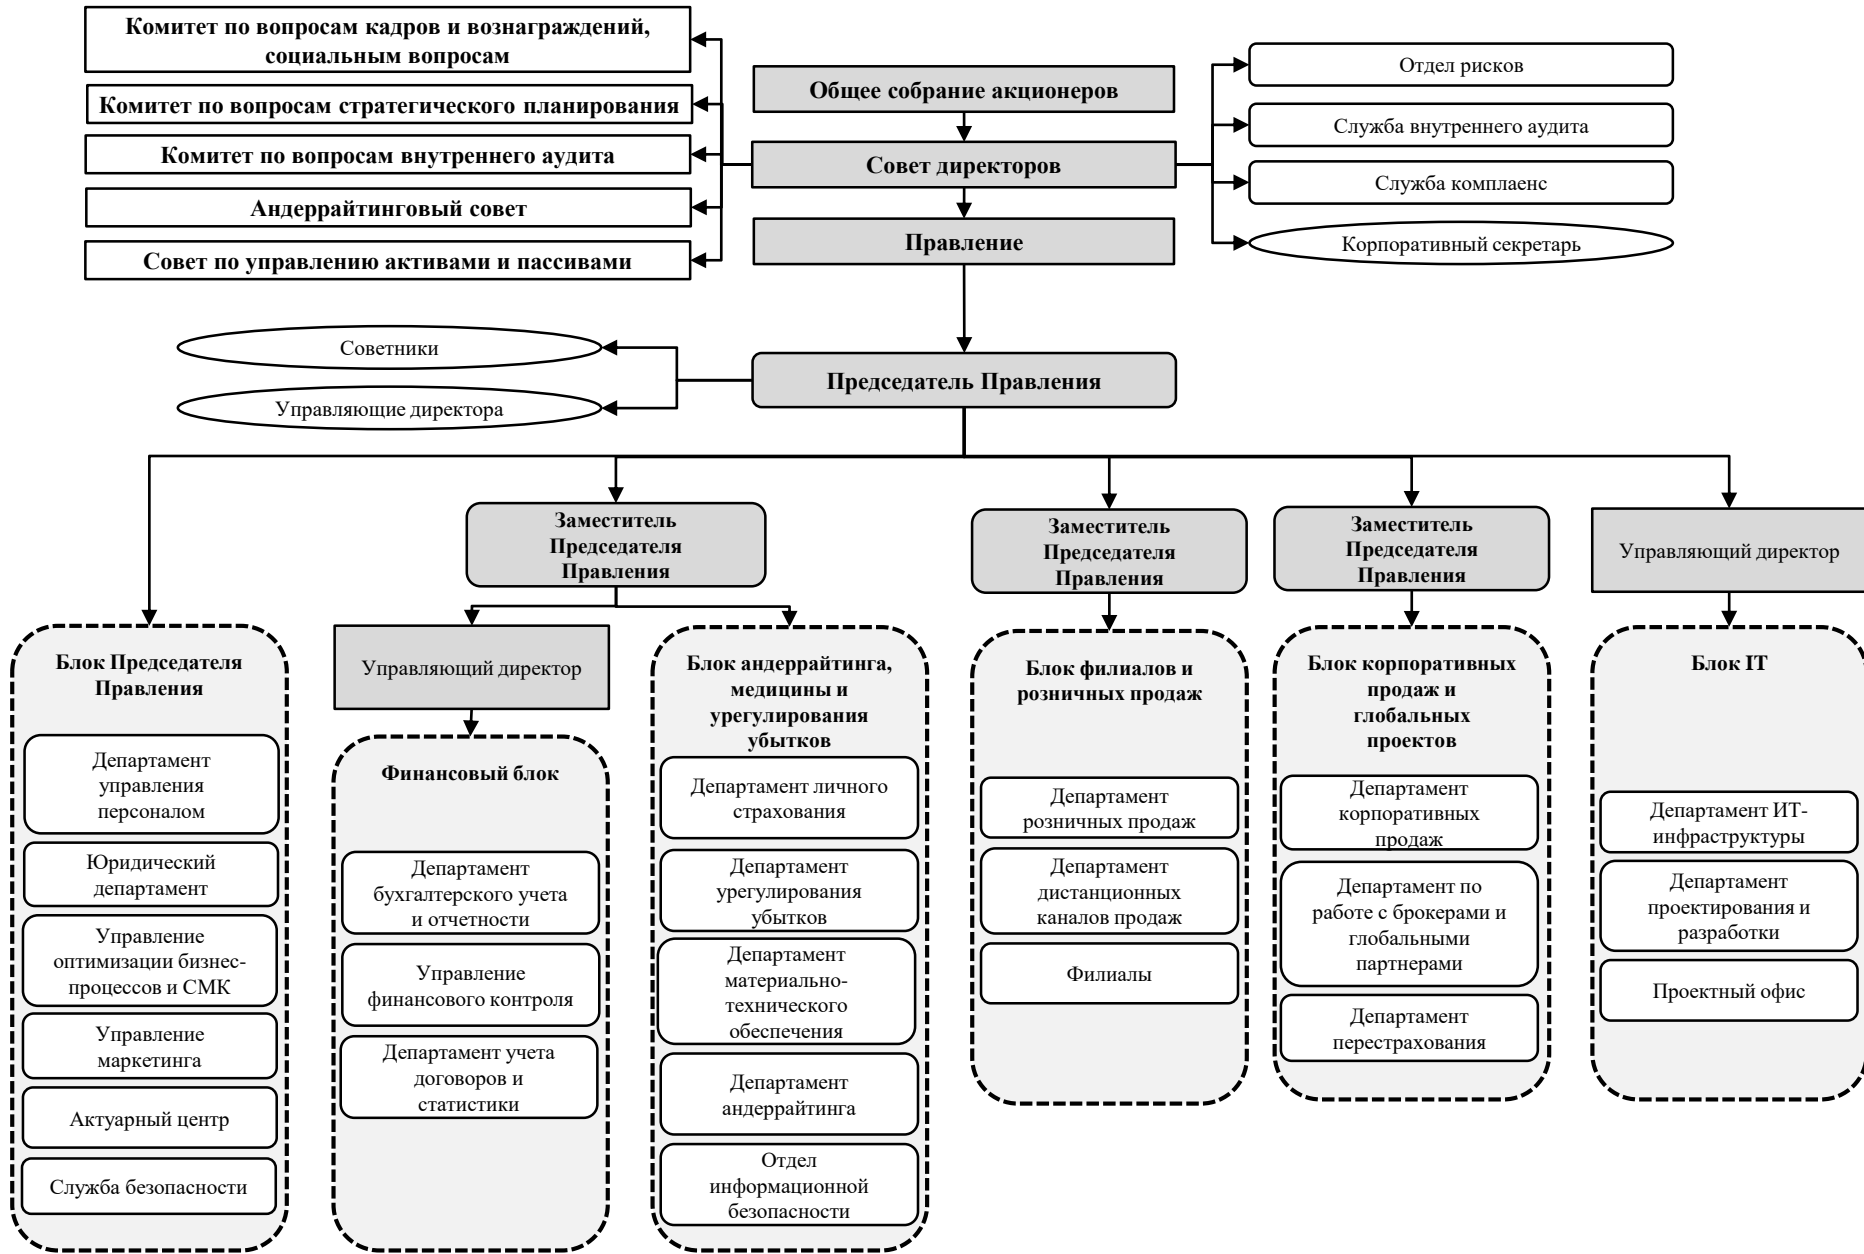 Комитет по вопросам кадров и вознаграждений,
социальным вопросам
Комитет по вопросам стратегического планирования
Комитет по вопросам внутреннего аудита
Андеррайтинговый совет
Совет по управлению активами и пассивами
Общее собрание акционеров
Совет директоров
Правление
Отдел рисков
Служба внутреннего аудита
Служба комплаенс
Корпоративный секретарь
Советники
Управляющие директора
Председатель Правления
Заместитель
Председателя
Правления
Заместитель
Председателя
Правления
Заместитель
Председателя
Правления
Управляющий директор
Блок Председателя
Правления
Департамент
управления
персоналом
Юридический
департамент
Управление
оптимизации бизнес-
процессов и СМК
Управление
маркетинга
Актуарный центр
Служба безопасности
Управляющий директор
Финансовый блок
Департамент
бухгалтерского учета
и отчетности
Управление
финансового контроля
Департамент учета
договоров и
статистики
Блок андеррайтинга,
медицины и
урегулирования
убытков
Департамент личного
страхования
Департамент
урегулирования
убытков
Департамент
материально-
технического
обеспечения
Департамент
андеррайтинга
Отдел
информационной
безопасности
Блок филиалов и
розничных продаж
Департамент
розничных продаж
Департамент
дистанционных
каналов продаж
Филиалы
Блок корпоративных
продаж и
глобальных
проектов
Департамент
корпоративных
продаж
Департамент по
работе с брокерами и
глобальными
партнерами
Департамент
перестрахования
Блок IT
Департамент ИТ-
инфраструктуры
Департамент
проектирования и
разработки
Проектный офис